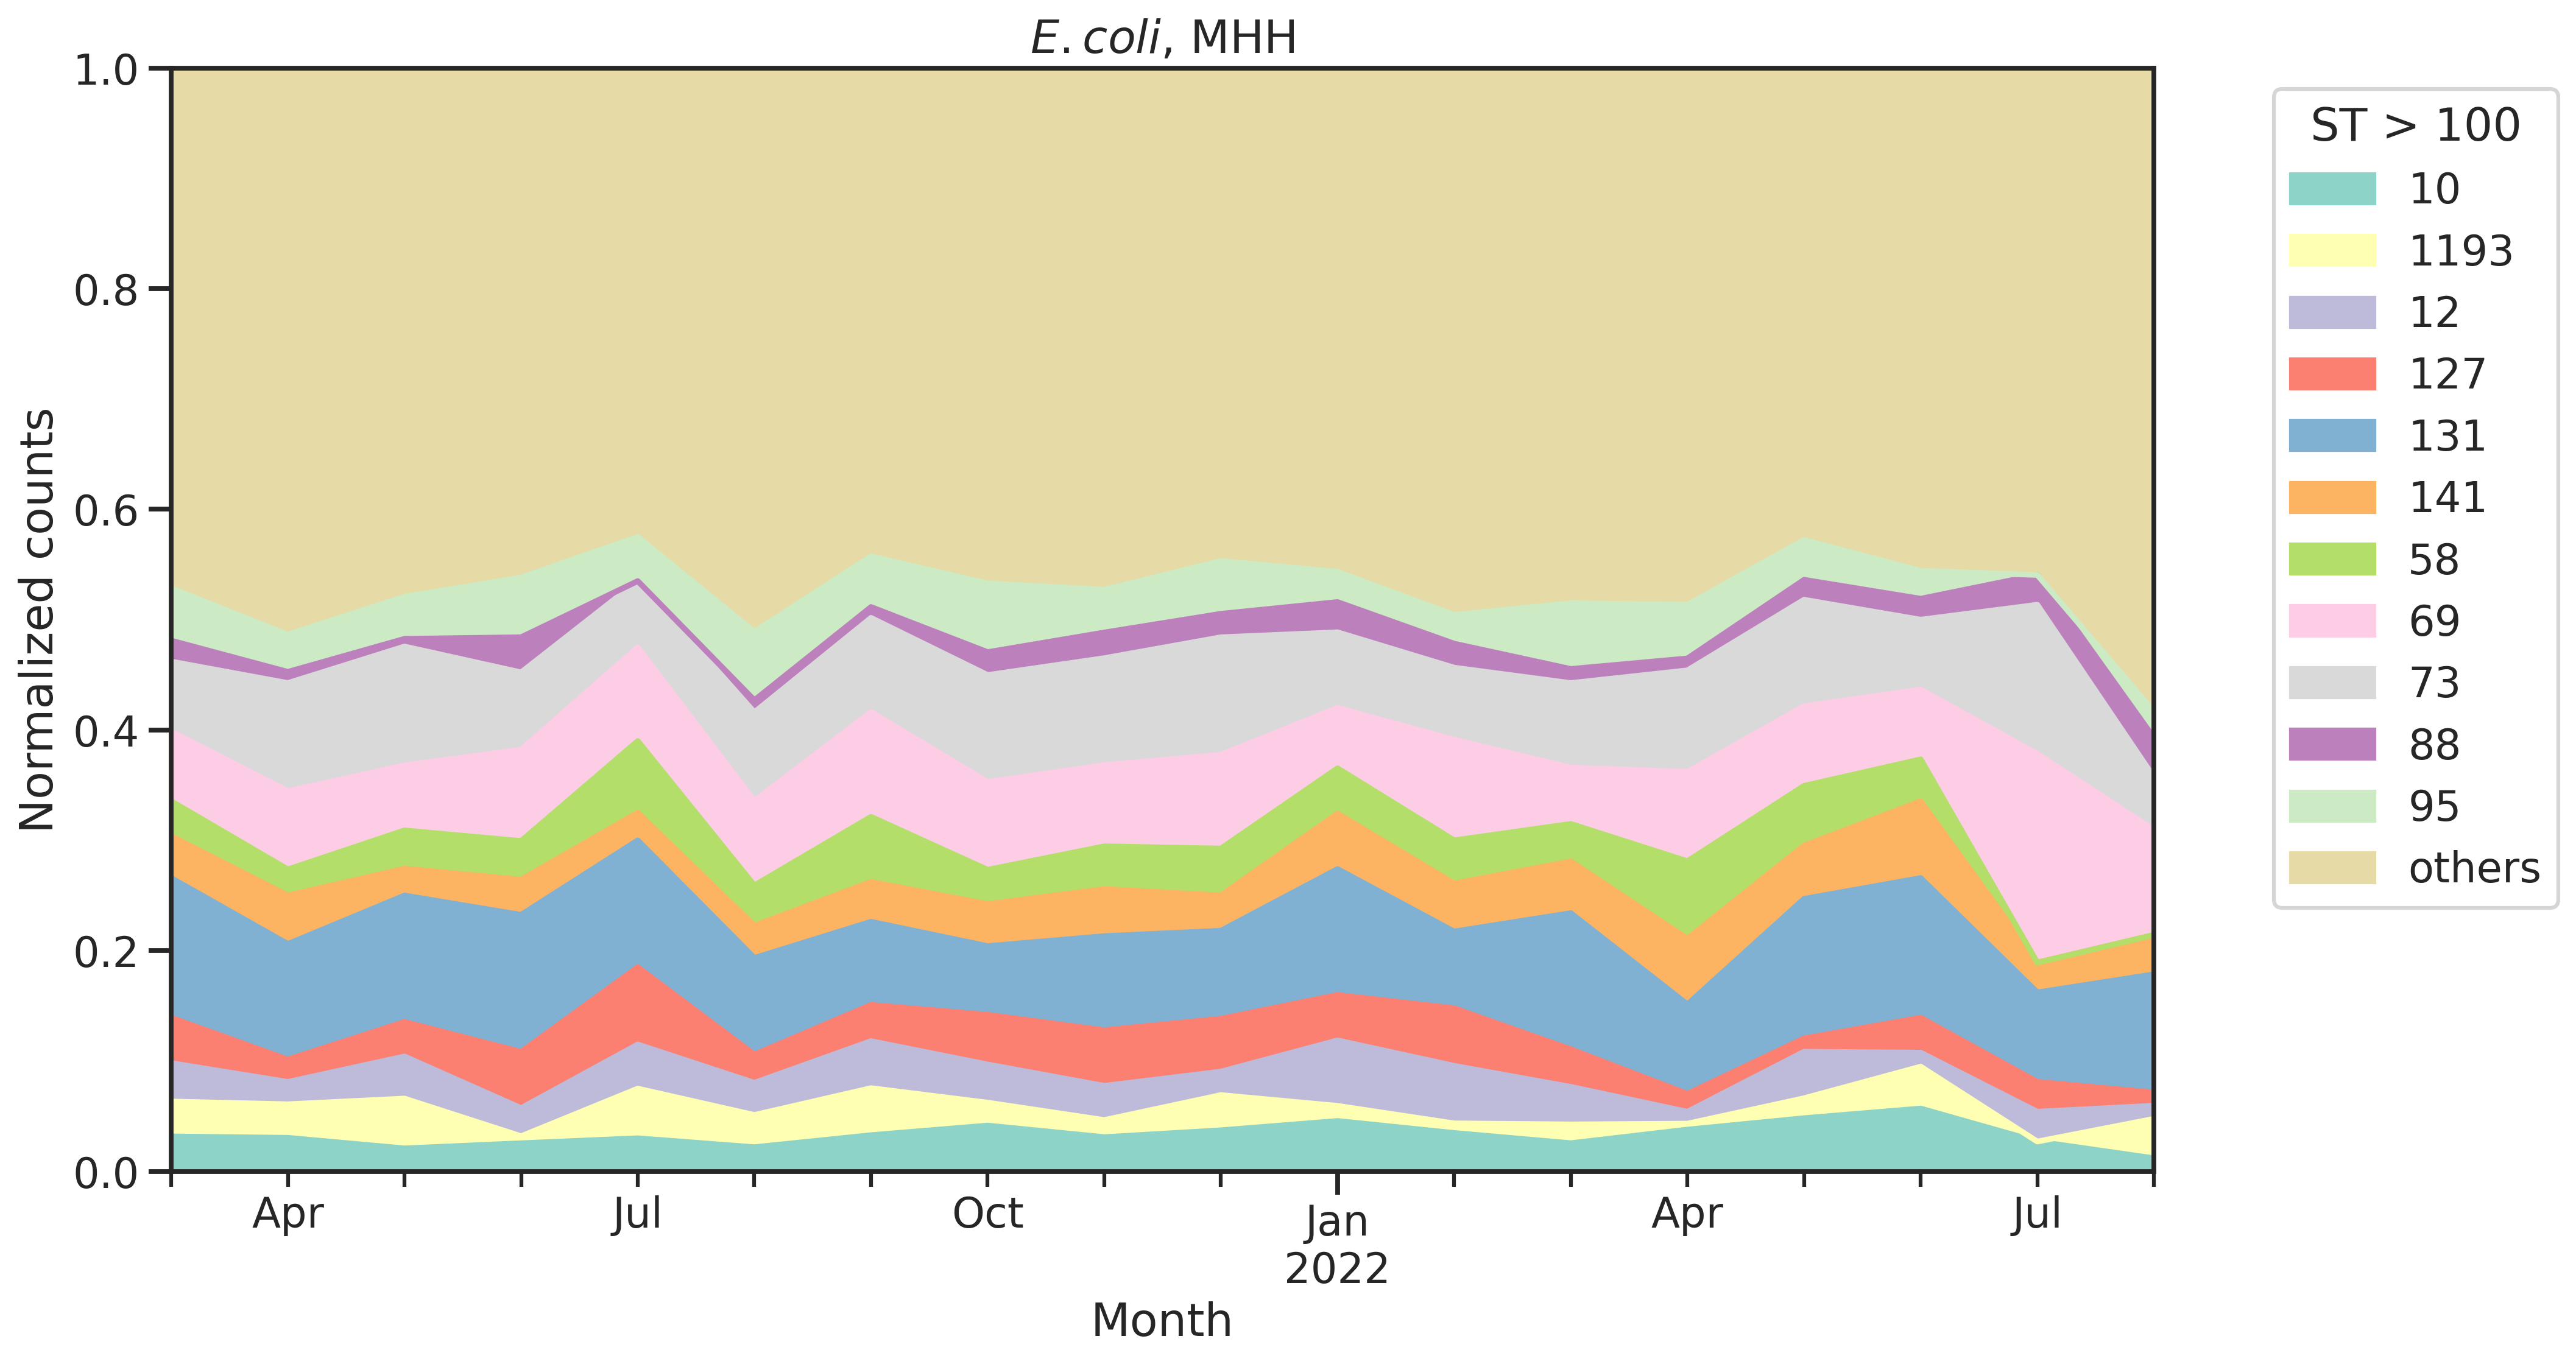 E. coli, MHH
Normalized counts
1.0
0.8
0.6
0.4
0.2
0.0
Apr
Jul
Oct
Jan
2022
Apr
Jul
Month
ST > 100
10
1193
12
127
131
141
58
69
73
88
95
others